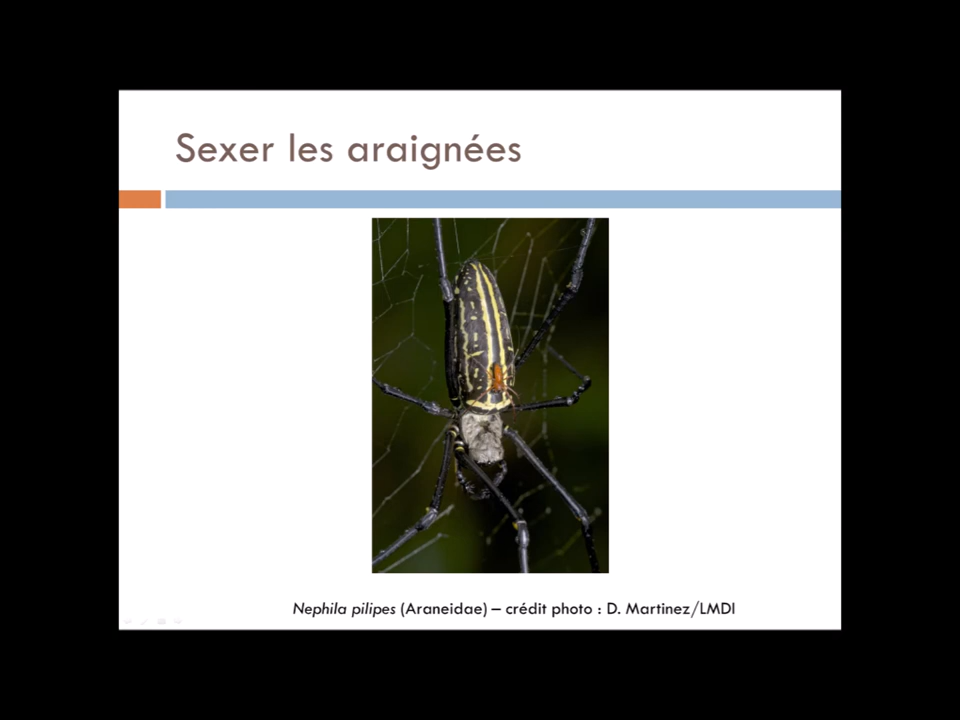 Sexer les araignées
Nephila pilipes (Araneidae) – crédit photo : D. Martinez/LMDI